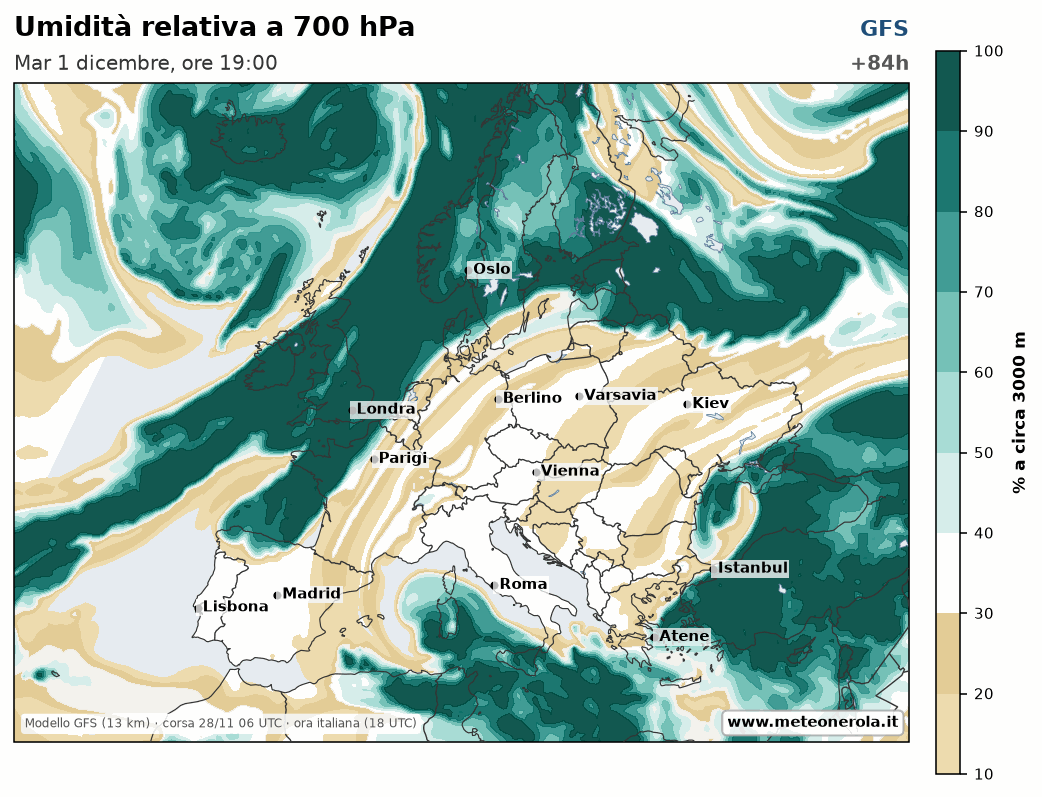 Umidità relativa a 700 hPa
GFS
Mar 1 dicembre, ore 19:00
+84h
100
90
80
70
60
50
40
30
20
10
% a circa 3000 m
Oslo
Londra
Berlino
Varsavia
Kiev
Parigi
Vienna
Istanbul
Roma
Madrid
Lisbona
Atene
Modello GFS (13 km) · corsa 28/11 06 UTC · ora italiana (18 UTC)
www.meteonerola.it